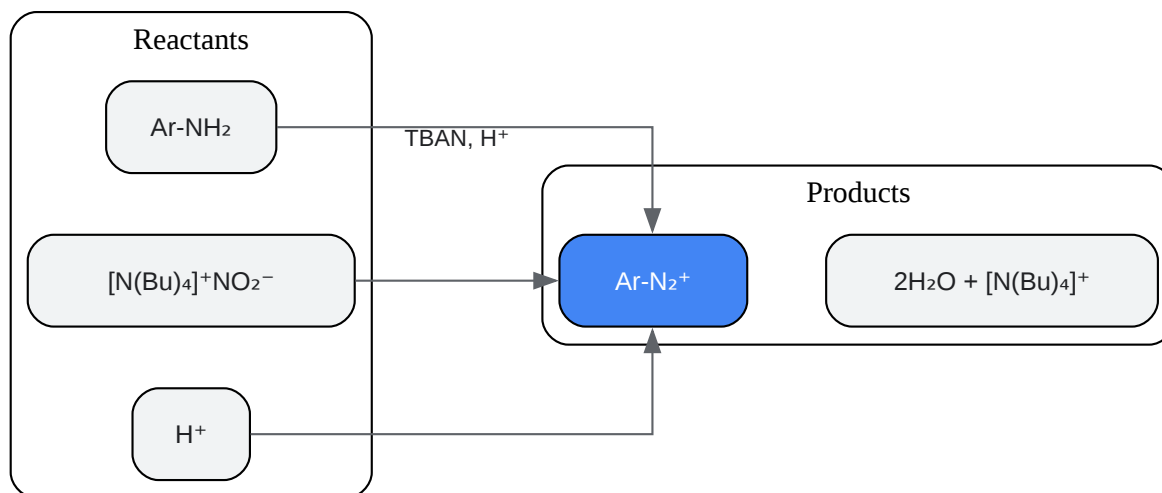 Reactants
Ar-NH₂
TBAN, H⁺
Products
[N(Bu)₄]⁺NO₂⁻
Ar-N₂⁺
2H₂O + [N(Bu)₄]⁺
H⁺